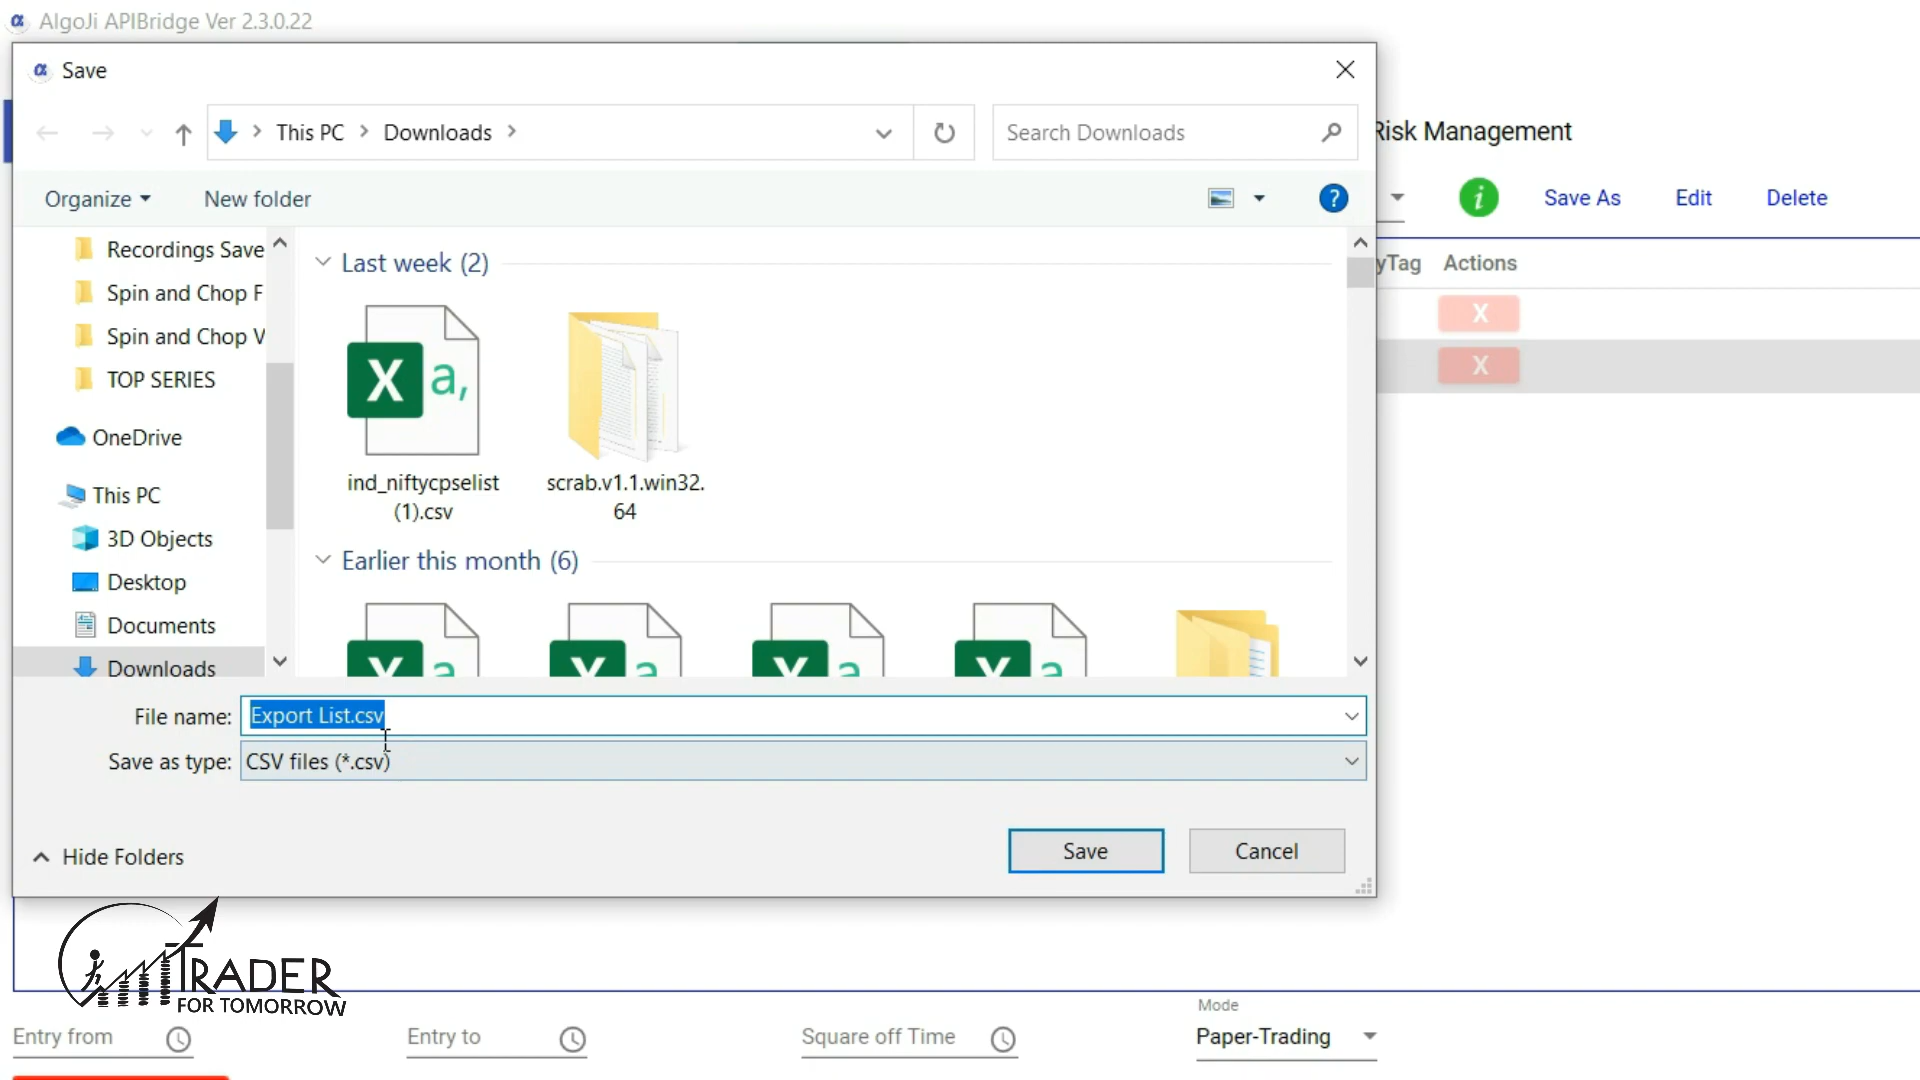 AlgoJi APIBridge Ver 2.3.0.22
Save
This PC
Downloads
Search Downloads
Risk Management
Organize
New folder
Save As
Edit
Delete
Recordings Save
Spin and Chop F
Spin and Chop V
TOP SERIES
OneDrive
This PC
3D Objects
Desktop
Documents
Downloads
Last week (2)
ind_niftycpselist
(1).csv
scrab.v1.1.win32.
64
Earlier this month (6)
yTag
Actions
X
X
File name:
Export List.csv
Save as type:
CSV files (*.csv)
Hide Folders
Save
Cancel
TRADER
FOR TOMORROW
Entry from
Entry to
Square off Time
Mode
Paper-Trading